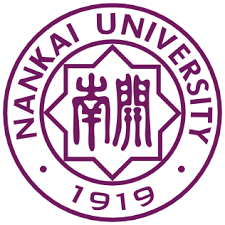 NANKAI UNIVERSITY
南開
· 1919 ·